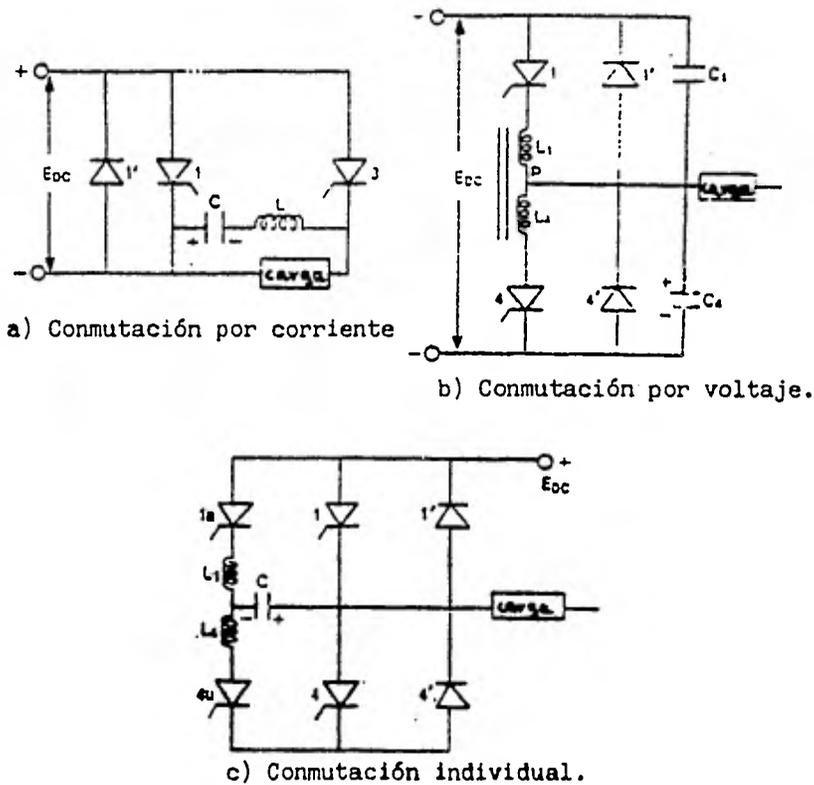 +
EDC
1'
1
3
C
L
+ -
-
carga
a) Conmutación por corriente
-
1
1'
C1
L1
P
EDC
carga
L4
4
4'
+
-
C4
-
b) Conmutación por voltaje.
+
EDC
1a
1
1'
L1
C
- +
carga
L4
4a
4
4'
c) Conmutación individual.